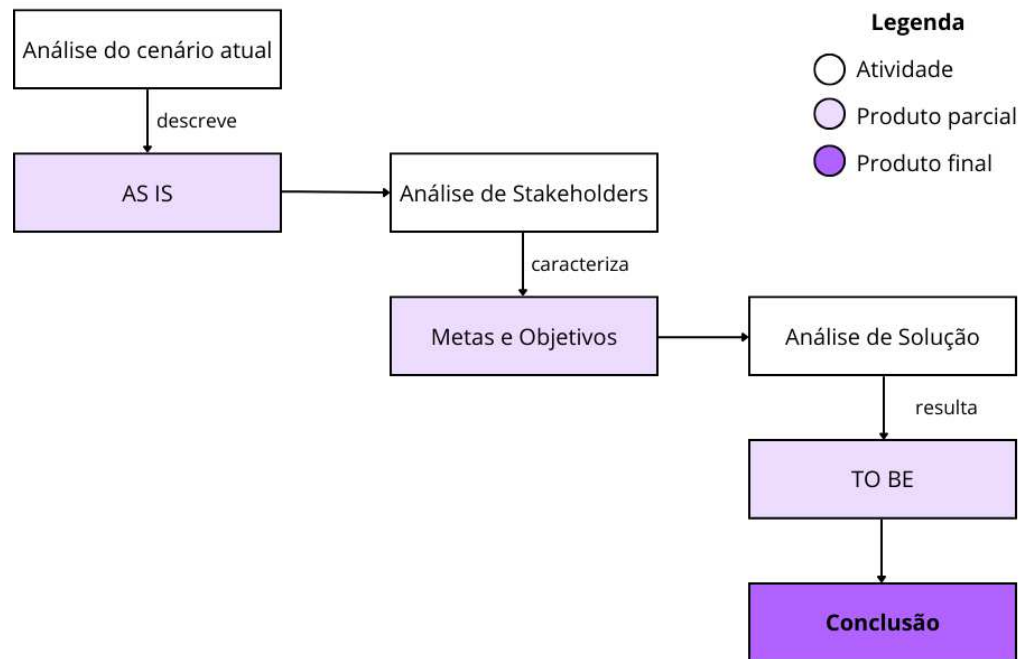 Análise do cenário atual
descreve
AS IS
Análise de Stakeholders
caracteriza
Metas e Objetivos
Análise de Solução
resulta
TO BE
Conclusão
Legenda
Atividade
Produto parcial
Produto final